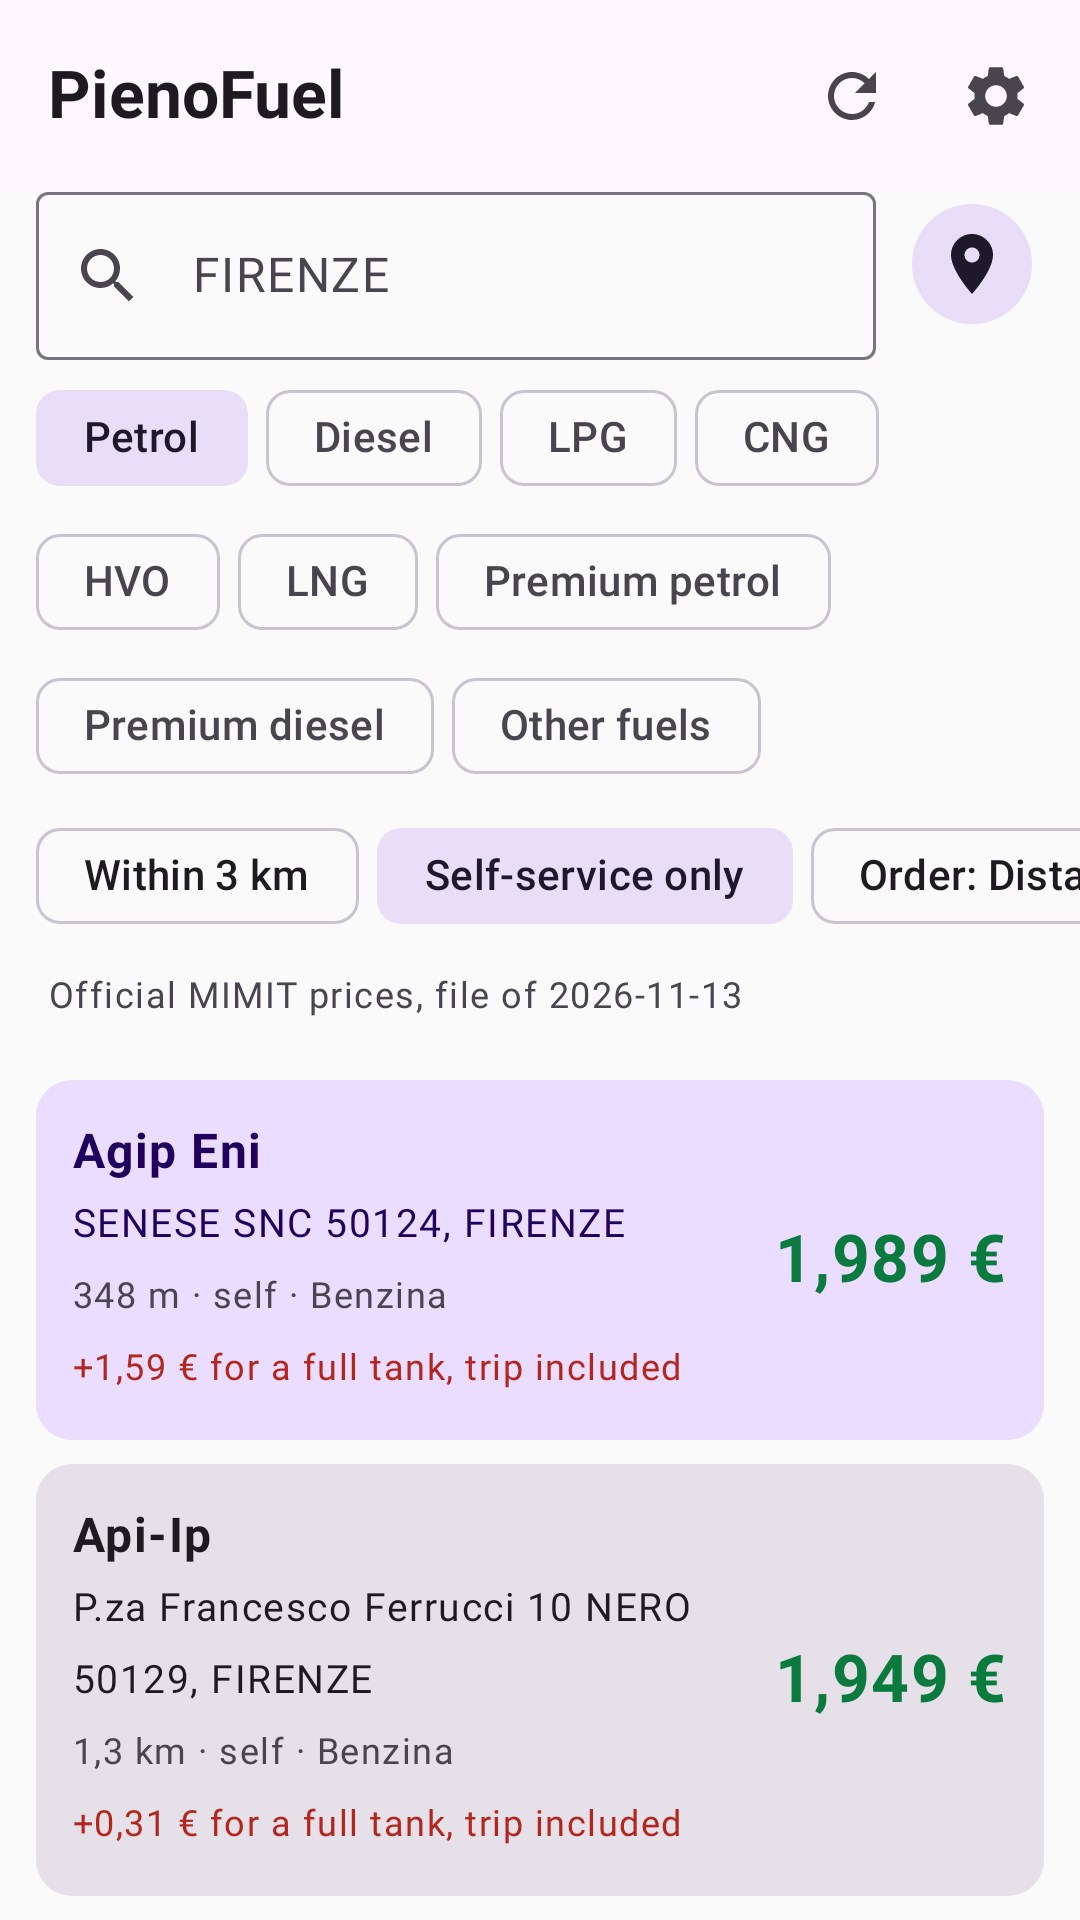 PienoFuel
FIRENZE
Petrol
Diesel
LPG
CNG
HVO
LNG
Premium petrol
Premium diesel
Other fuels
Within 3 km
Self-service only
Order: Dista
Official MIMIT prices, file of 2026-11-13
Agip Eni
SENESE SNC 50124, FIRENZE
348 m · self · Benzina
+1,59 € for a full tank, trip included
1,989 €
Api-Ip
P.za Francesco Ferrucci 10 NERO
50129, FIRENZE
1,3 km · self · Benzina
+0,31 € for a full tank, trip included
1,949 €